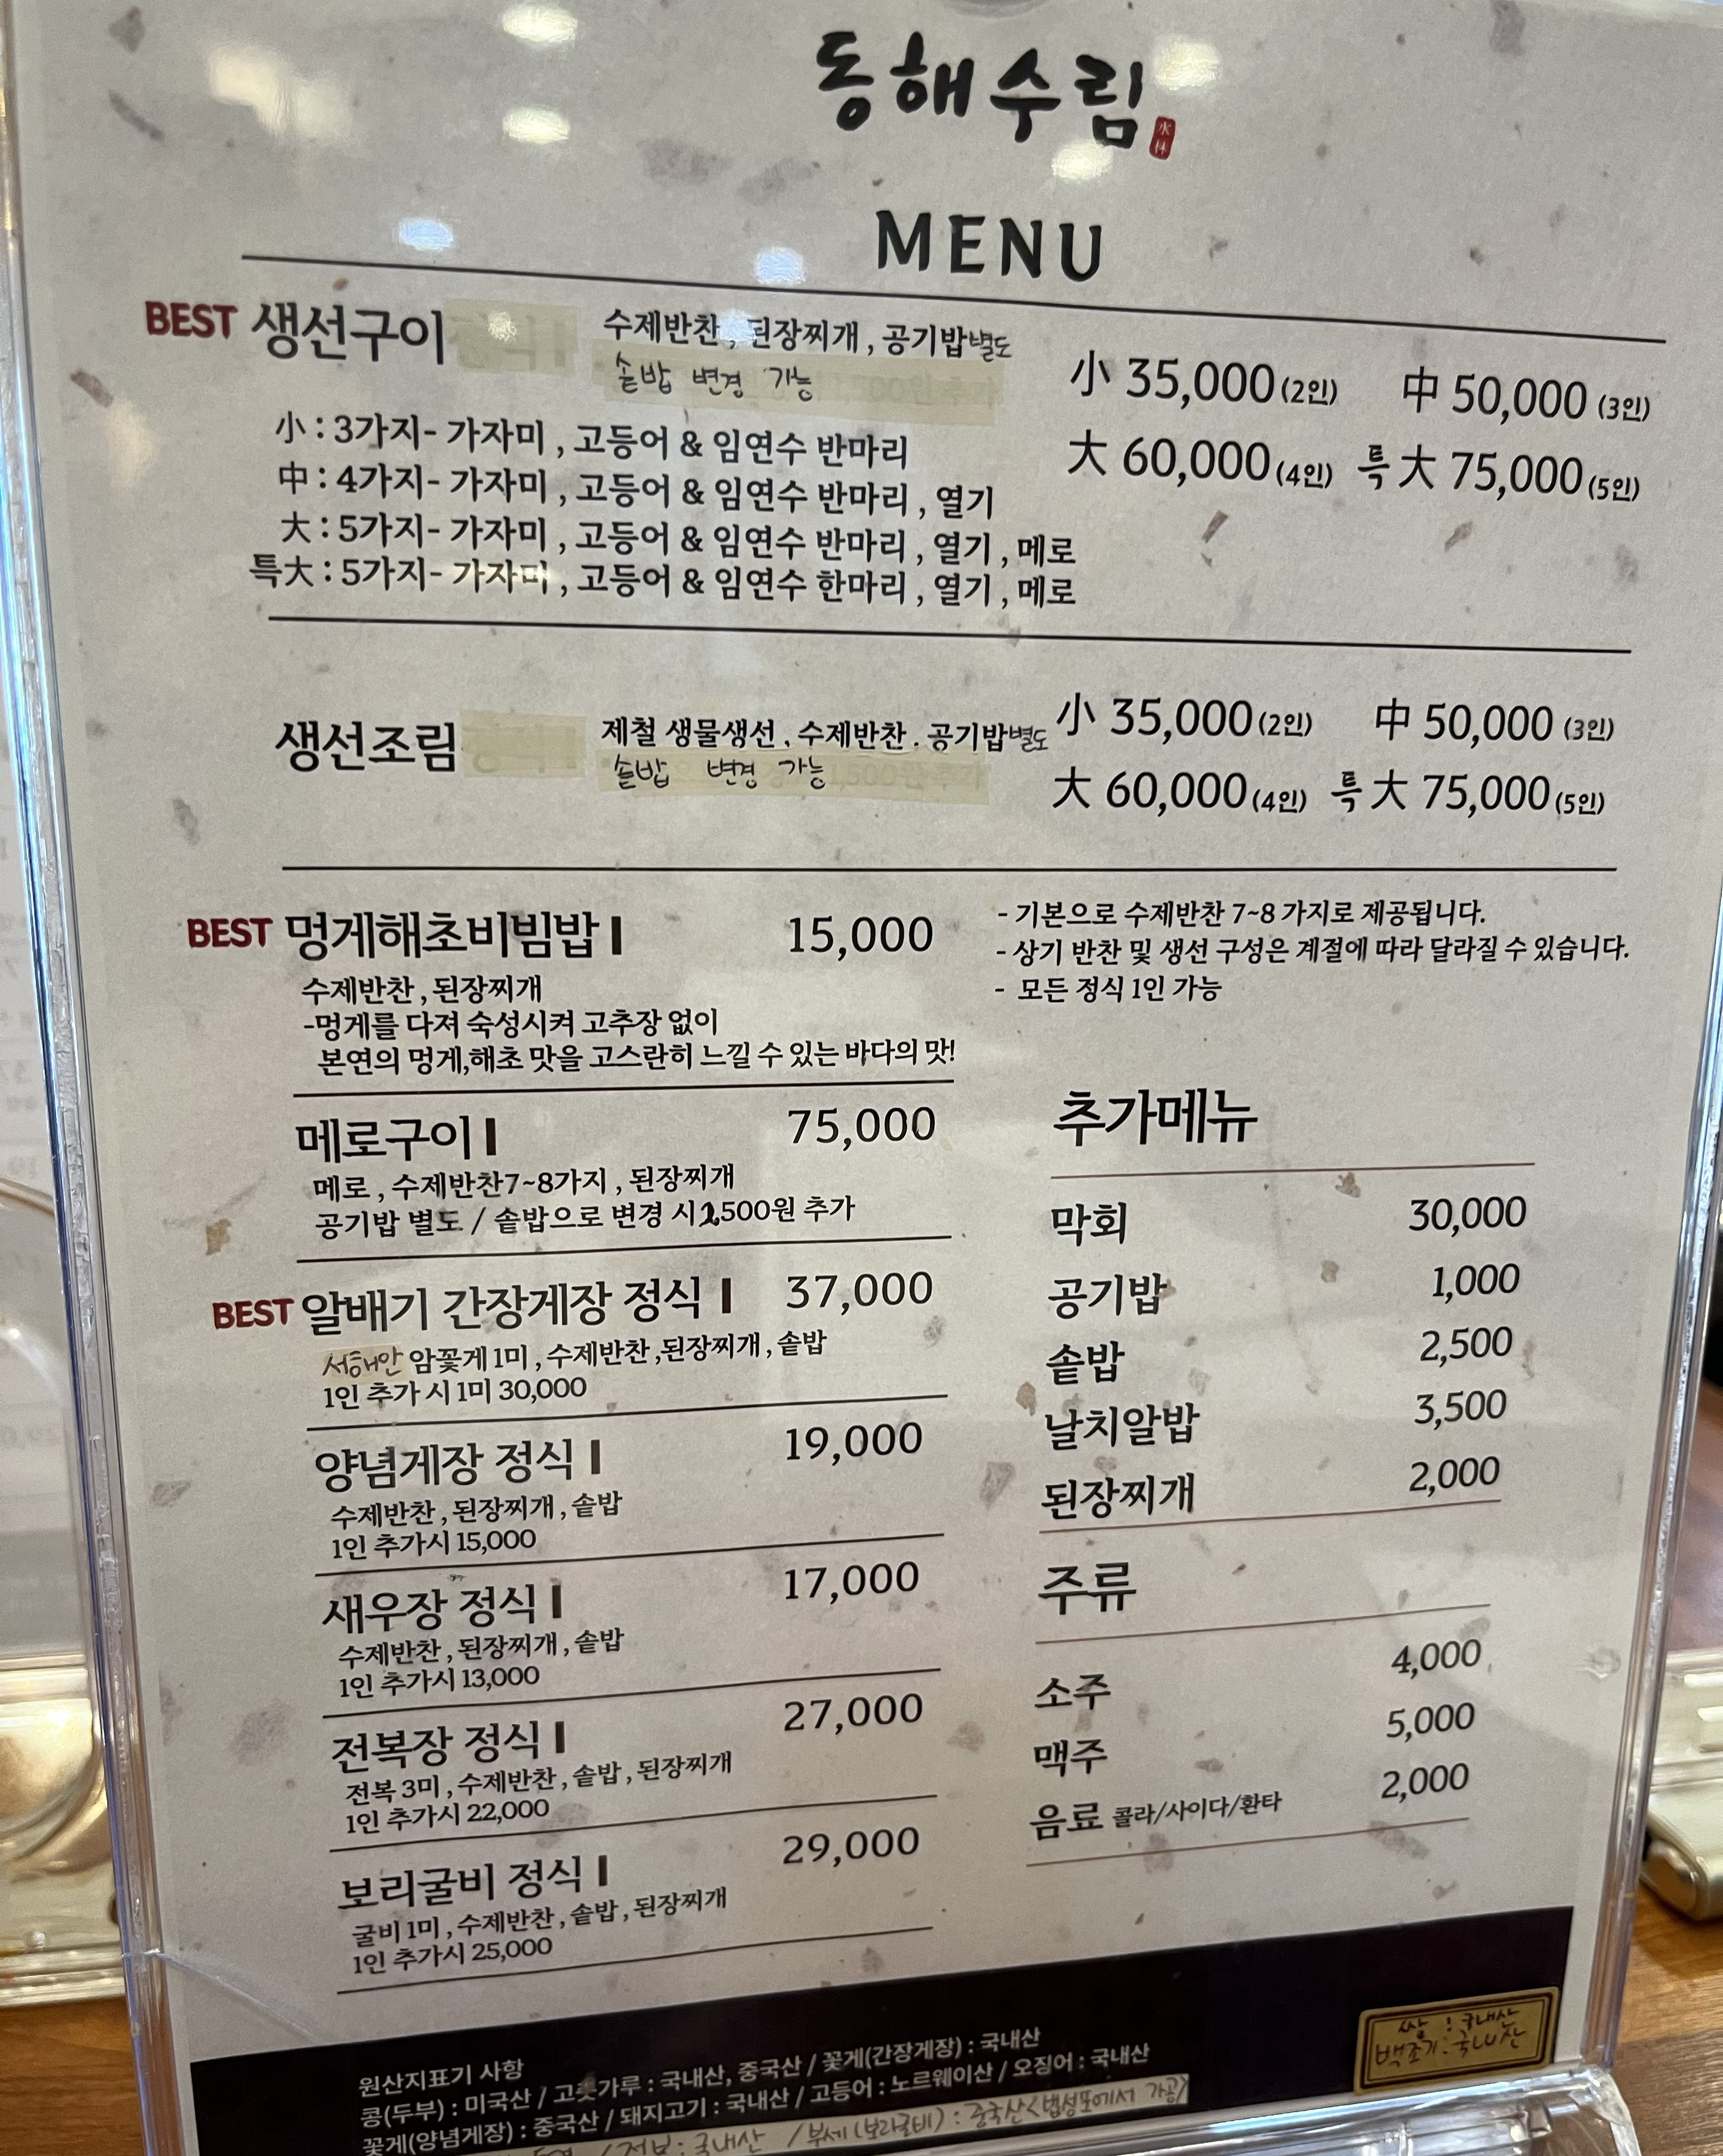 동해수림
水
MENU
BEST 생선구이 수제반찬, 된장찌개, 공기밥별도
솥밥 변경 가능
小 35,000(2인) 中 50,000(3인)
大 60,000(4인) 특大 75,000(5인)
小 : 3가지- 가자미, 고등어 & 임연수 반마리
中 : 4가지- 가자미, 고등어 & 임연수 반마리, 열기
大 : 5가지- 가자미, 고등어 & 임연수 반마리, 열기, 메로
특大 : 5가지- 가자미, 고등어 & 임연수 한마리, 열기, 메로
생선조림 제철 생물생선, 수제반찬. 공기밥별도
솥밥 변경 가능
小 35,000(2인) 中 50,000(3인)
大 60,000(4인) 특大 75,000(5인)
BEST 멍게해초비빔밥 15,000
수제반찬, 된장찌개
-멍게를 다져 숙성시켜 고추장 없이
본연의 멍게,해초 맛을 고스란히 느낄 수 있는 바다의 맛!
메로구이 75,000
메로, 수제반찬7~8가지, 된장찌개
공기밥 별도 / 솥밥으로 변경 시 2,500원 추가
BEST 알배기 간장게장 정식 37,000
서해안 암꽃게 1미, 수제반찬, 된장찌개, 솥밥
1인 추가 시 1미 30,000
양념게장 정식 19,000
수제반찬, 된장찌개, 솥밥
1인 추가시 15,000
새우장 정식 17,000
수제반찬, 된장찌개, 솥밥
1인 추가시 13,000
전복장 정식 27,000
전복 3미, 수제반찬, 솥밥, 된장찌개
1인 추가시 22,000
보리굴비 정식 29,000
굴비 1미, 수제반찬, 솥밥, 된장찌개
1인 추가시 25,000
- 기본으로 수제반찬 7~8 가지로 제공됩니다.
- 상기 반찬 및 생선 구성은 계절에 따라 달라질 수 있습니다.
- 모든 정식 1인 가능
추가메뉴
막회 30,000
공기밥 1,000
솥밥 2,500
날치알밥 3,500
된장찌개 2,000
주류
소주 4,000
맥주 5,000
음료 콜라/사이다/환타 2,000
원산지표기 사항
콩(두부) : 미국산 / 고춧가루 : 국내산, 중국산 / 꽃게(간장게장) : 국내산
꽃게(양념게장) : 중국산 / 돼지고기 : 국내산 / 고등어 : 노르웨이산 / 오징어 : 국내산
/ 전복 : 국내산 / 부세(보리굴비) : 중국산<법성포에서 가공>
쌀 : 국내산
백조기 : 국내산